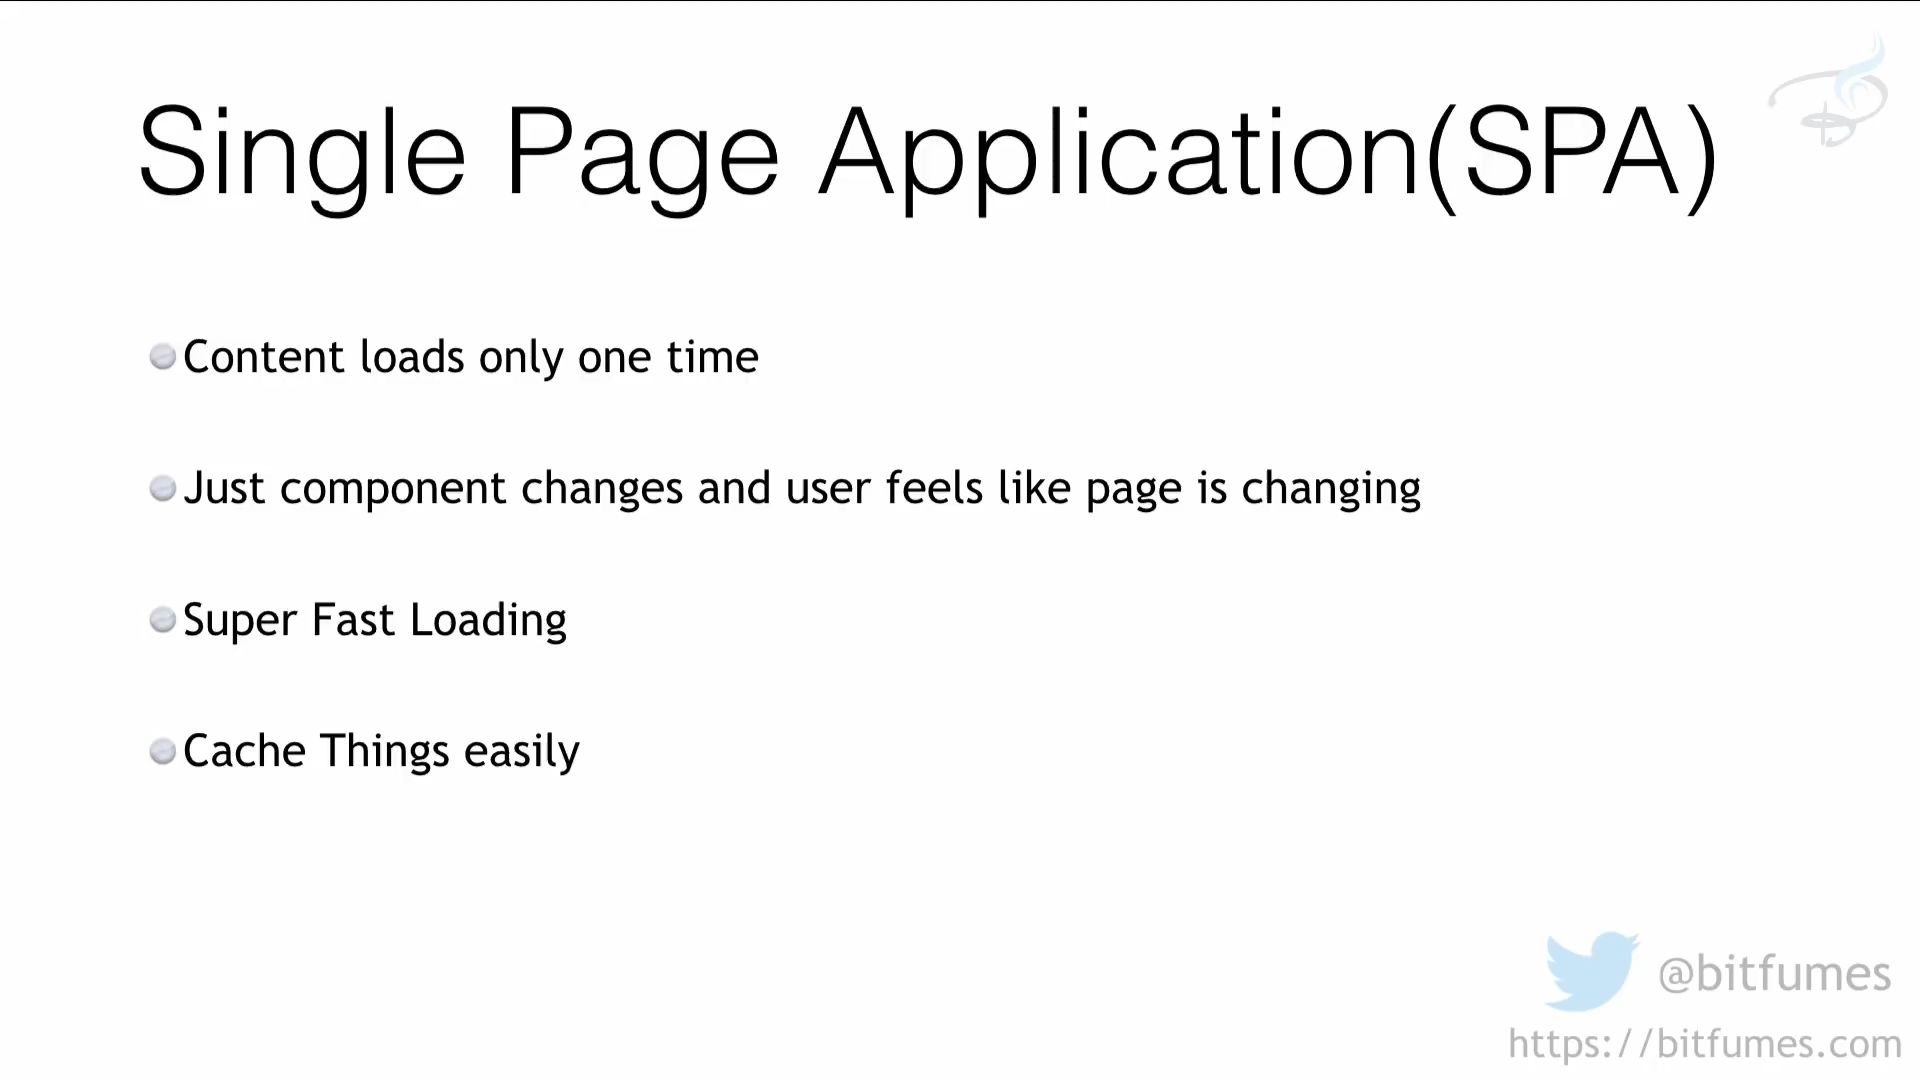 Single Page Application(SPA)
Content loads only one time
Just component changes and user feels like page is changing
Super Fast Loading
Cache Things easily
@bitfumes
https://bitfumes.com